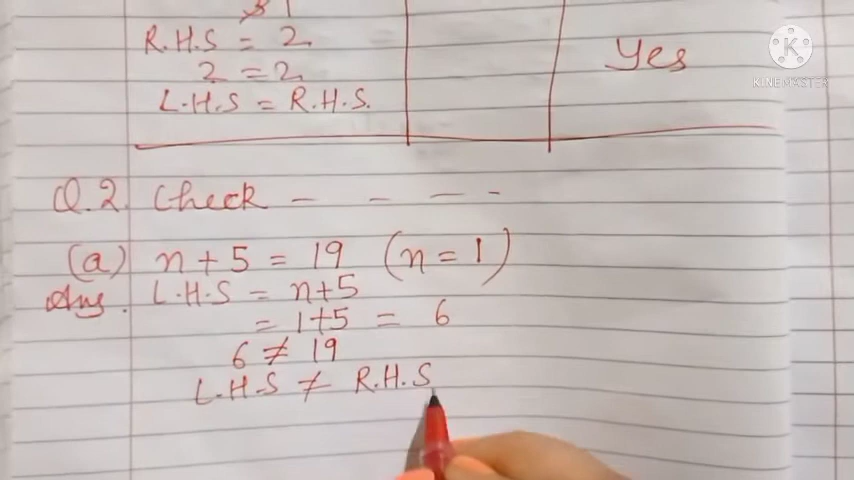 R.H.S = 2
2 = 2
L.H.S = R.H.S.
Yes
KINEMASTER
Q.2. Check - - - -
(a) n + 5 = 19 (n = 1)
Ans. L.H.S = n+5
= 1+5 = 6
6 ≠ 19
L.H.S ≠ R.H.S